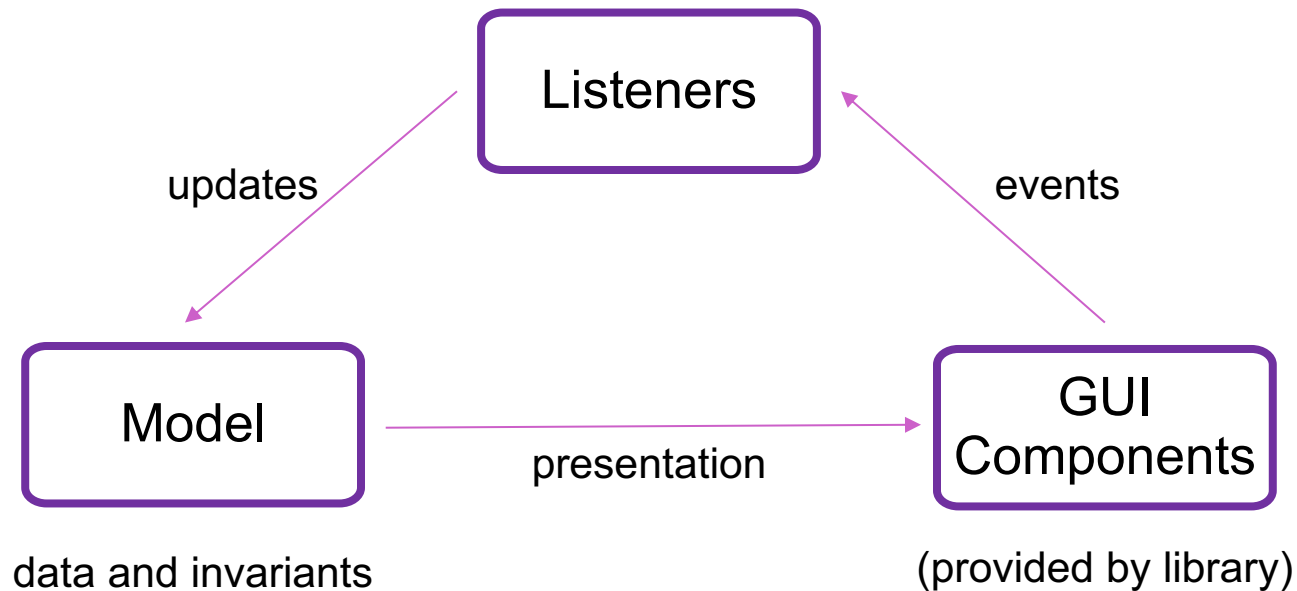 Listeners
updates
events
Model
GUI
Components
presentation
data and invariants
(provided by library)